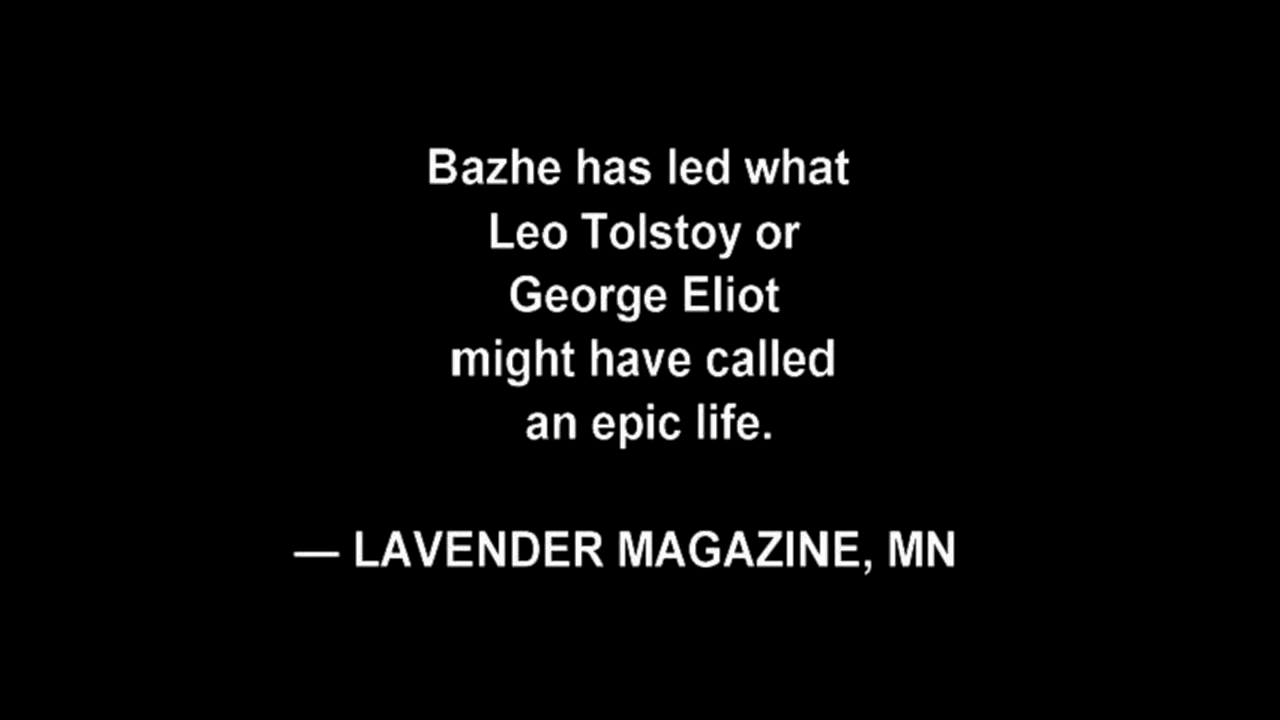 Bazhe has led what
Leo Tolstoy or
George Eliot
might have called
an epic life.
— LAVENDER MAGAZINE, MN